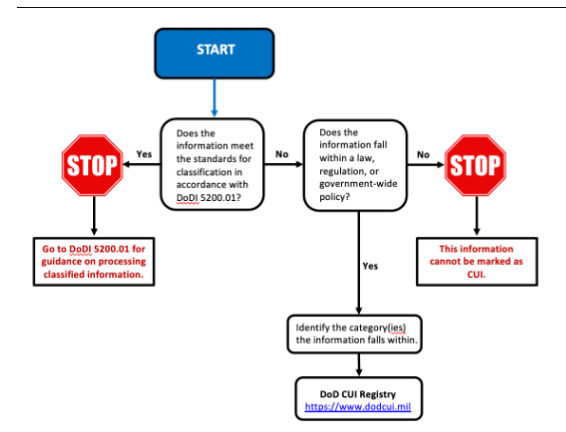 START
Does the
information meet
the standards for
classification in
accordance with
DoDI 5200.01?
Yes
No
STOP
Go to DoDI 5200.01 for
guidance on processing
classified information.
Does the
information fall
within a law,
regulation, or
government-wide
policy?
No
STOP
This information
cannot be marked as
CUI.
Yes
Identify the category(ies)
the information falls within.
DoD CUI Registry
https://www.dodcui.mil